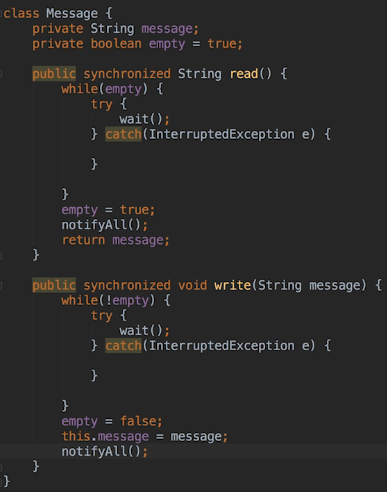 class Message {
    private String message;
    private boolean empty = true;

    public synchronized String read() {
        while(empty) {
            try {
                wait();
            } catch(InterruptedException e) {

            }

        }
        empty = true;
        notifyAll();
        return message;
    }

    public synchronized void write(String message) {
        while(!empty) {
            try {
                wait();
            } catch(InterruptedException e) {

            }

        }
        empty = false;
        this.message = message;
        notifyAll();
    }
}